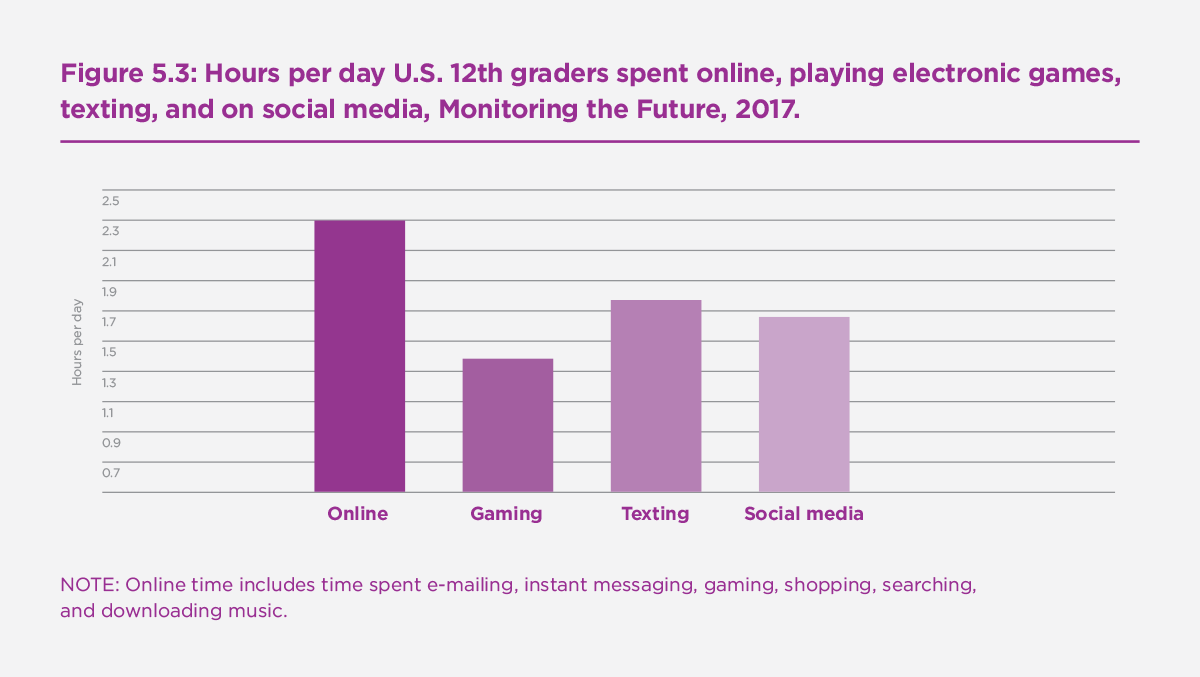 Figure 5.3: Hours per day U.S. 12th graders spent online, playing electronic games,
texting, and on social media, Monitoring the Future, 2017.
2.5
2.3
2.1
1.9
1.7
1.5
1.3
1.1
0.9
0.7
Hours per day
Online
Gaming
Texting
Social media
NOTE: Online time includes time spent e-mailing, instant messaging, gaming, shopping, searching,
and downloading music.